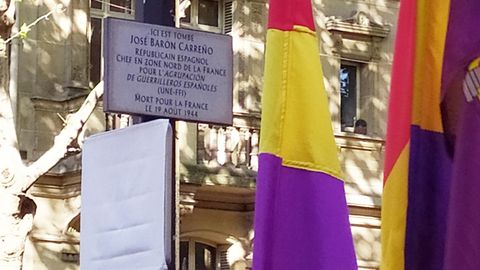 ICI EST TOMBÉ
JOSÉ BARON CARREÑO
RÉPUBLICAIN ESPAGNOL
CHEF EN ZONE NORD DE LA FRANCE
POUR L'AGRUPACIÓN
DE GUERRILLEROS ESPAÑOLES
(UNE-FFI)
MORT POUR LA FRANCE
LE 19 AOÛT 1944